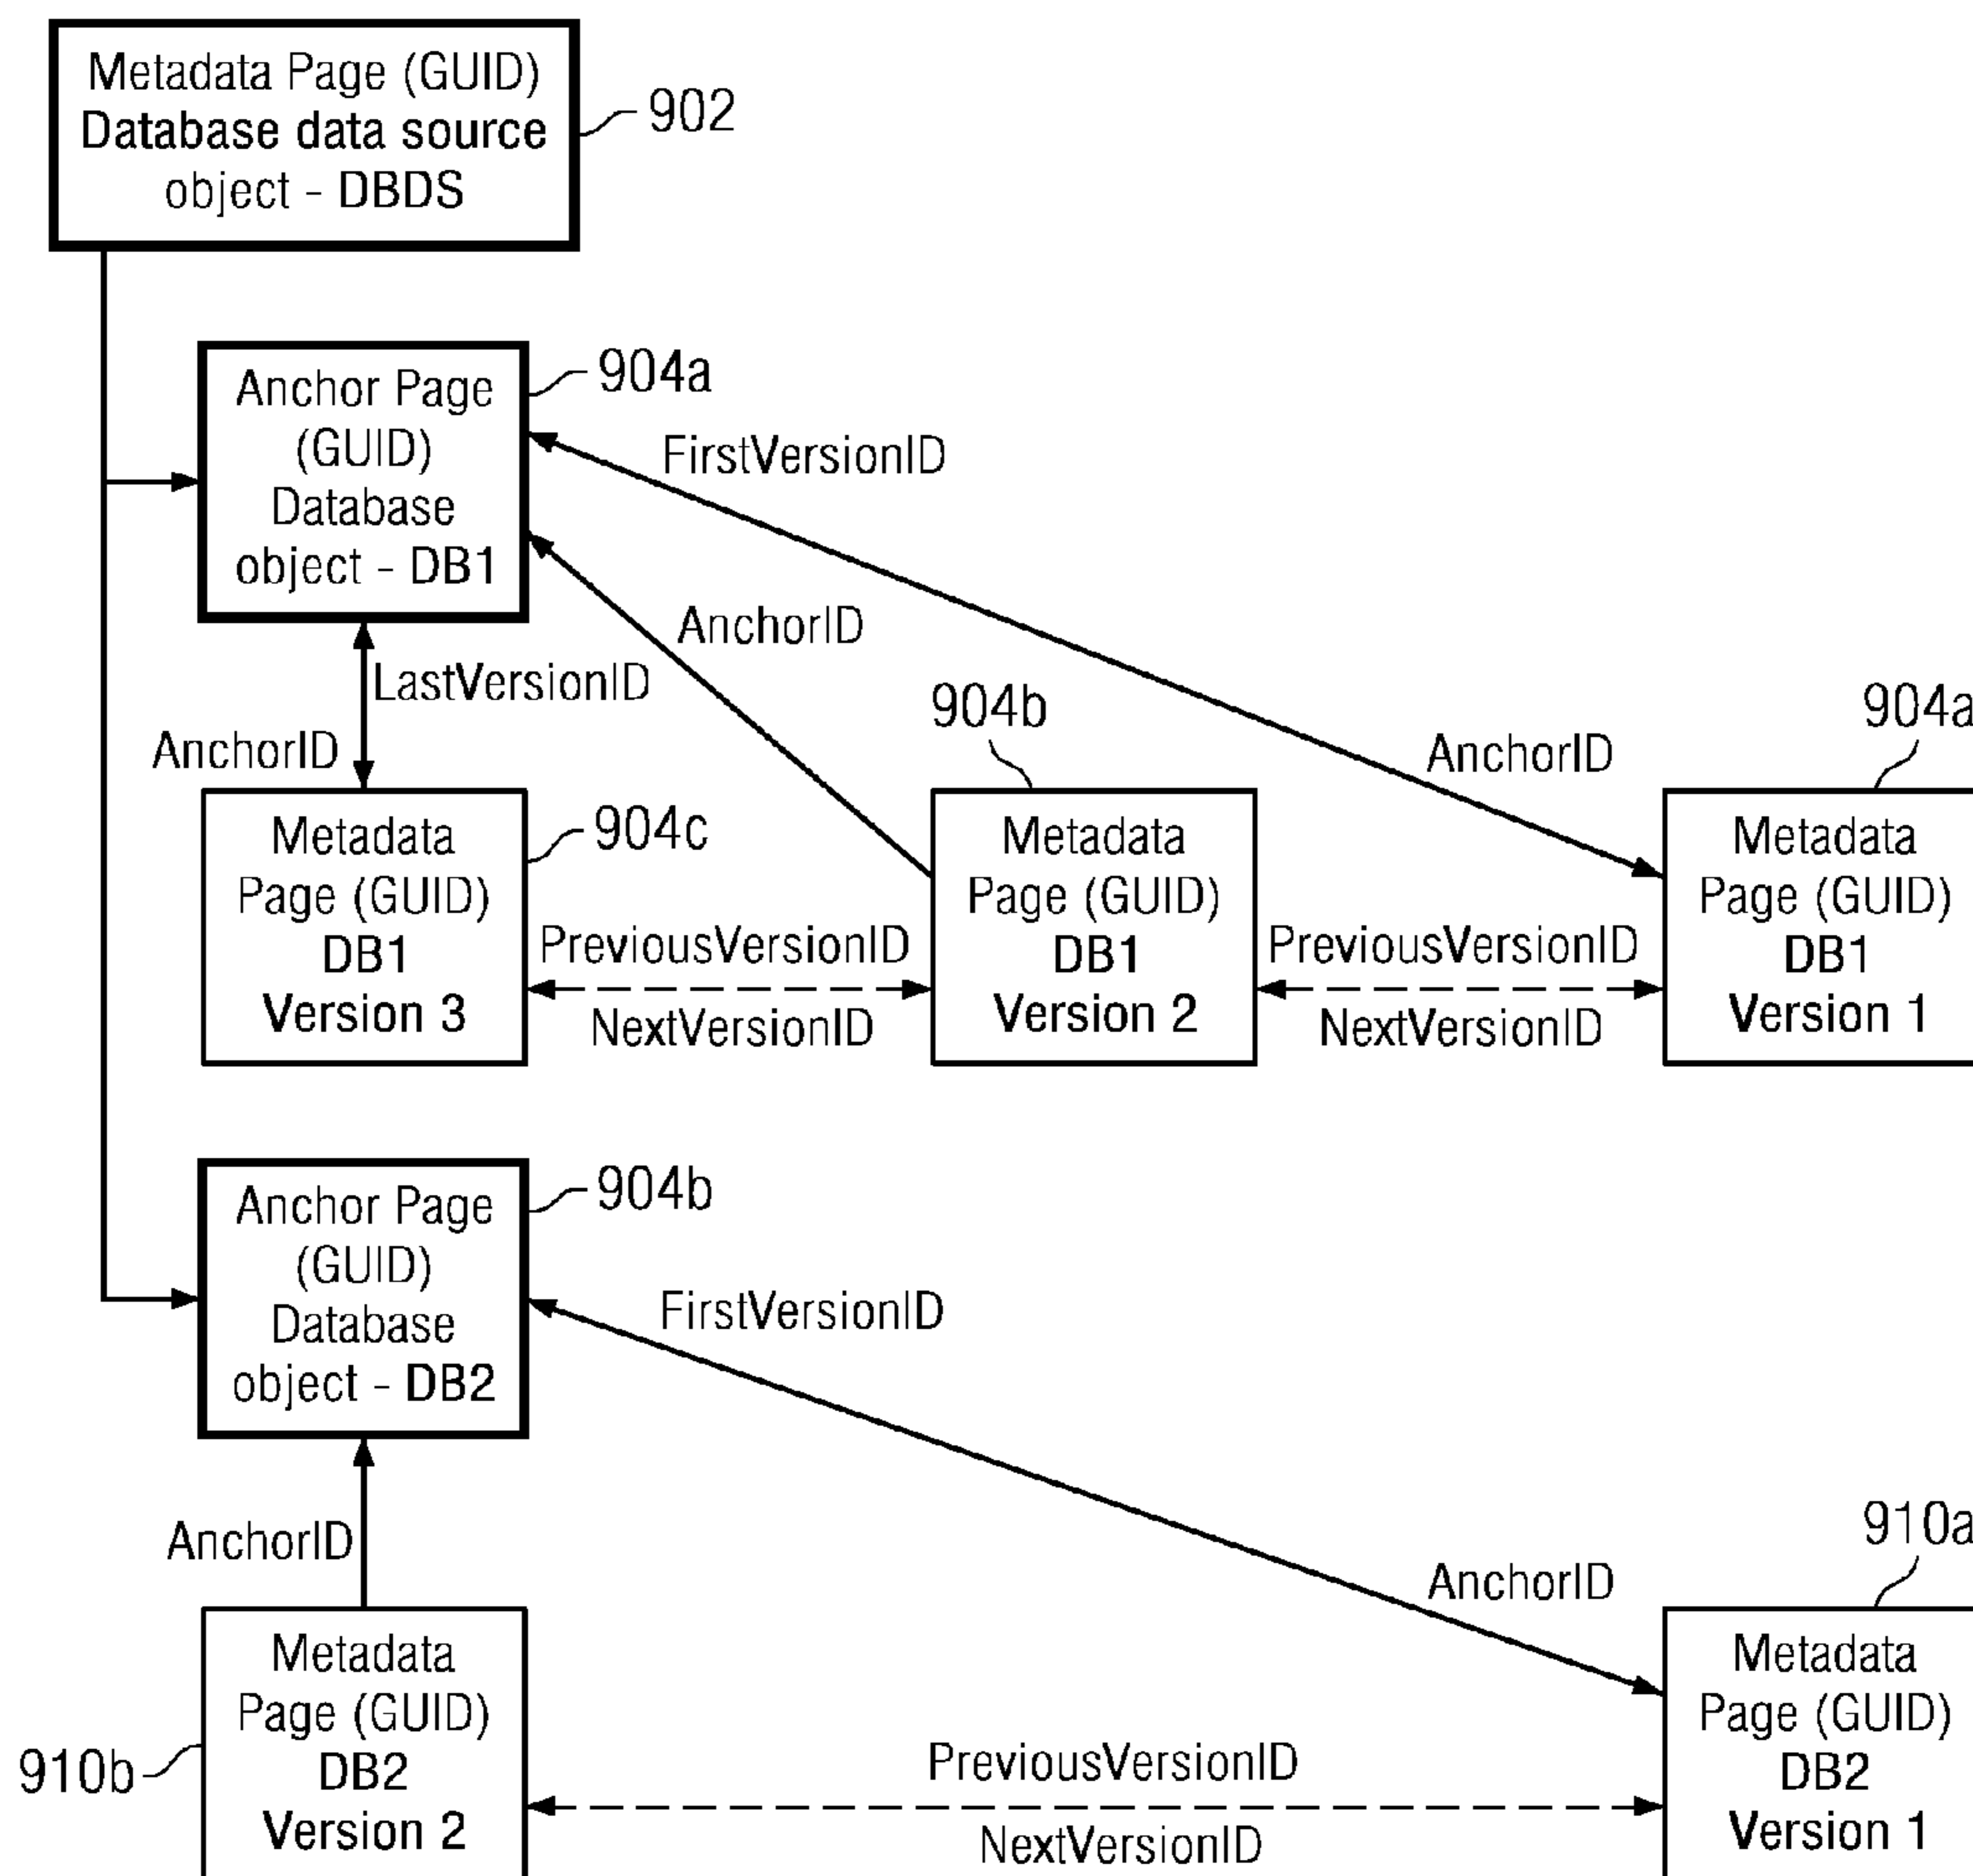 Metadata Page (GUID)
Database data source
object - DBDS
902
Anchor Page
(GUID)
Database
object - DB1
904a
FirstVersionID
AnchorID
LastVersionID
AnchorID
AnchorID
904b
904a
Metadata
Page (GUID)
DB1
Version 3
904c
PreviousVersionID
NextVersionID
Metadata
Page (GUID)
DB1
Version 2
PreviousVersionID
NextVersionID
Metadata
Page (GUID)
DB1
Version 1
Anchor Page
(GUID)
Database
object - DB2
904b
FirstVersionID
AnchorID
AnchorID
910a
Metadata
Page (GUID)
DB2
Version 2
910b
PreviousVersionID
NextVersionID
Metadata
Page (GUID)
DB2
Version 1